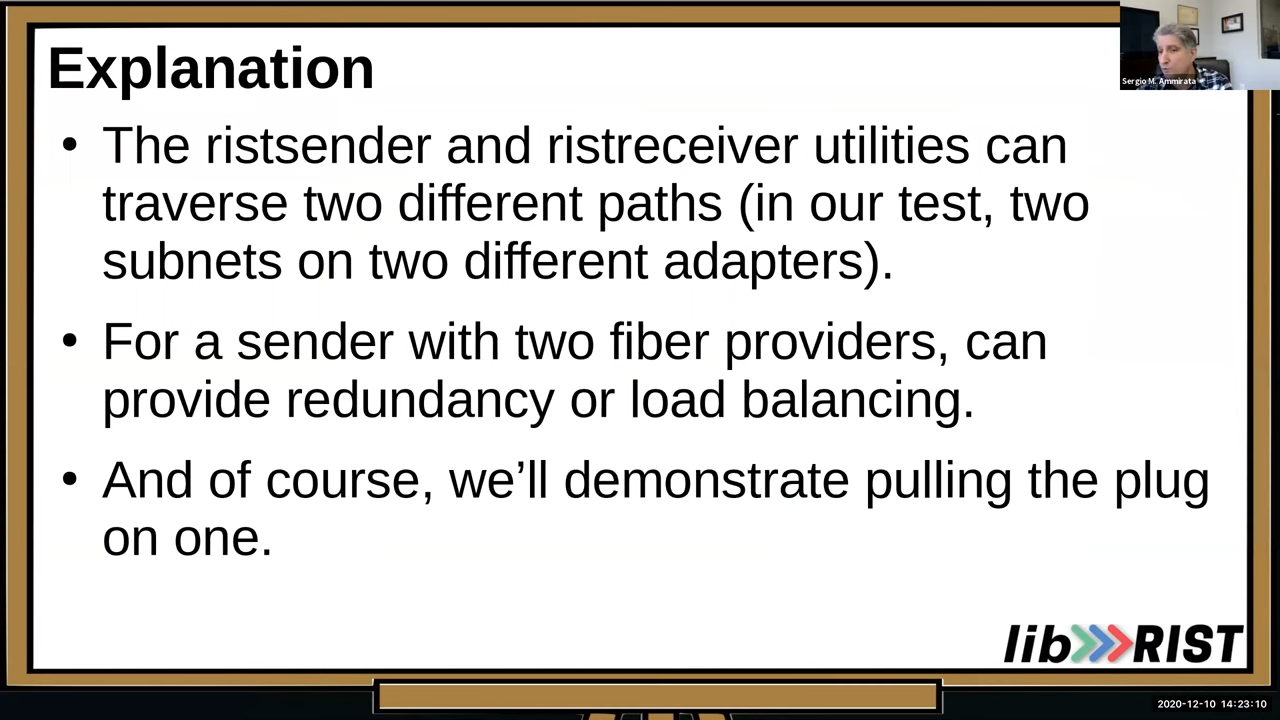 Explanation
Sergio M. Ammirata
• The ristsender and ristreceiver utilities can
traverse two different paths (in our test, two
subnets on two different adapters).
• For a sender with two fiber providers, can
provide redundancy or load balancing.
• And of course, we’ll demonstrate pulling the plug
on one.
lib RIST
2020-12-10 14:23:10